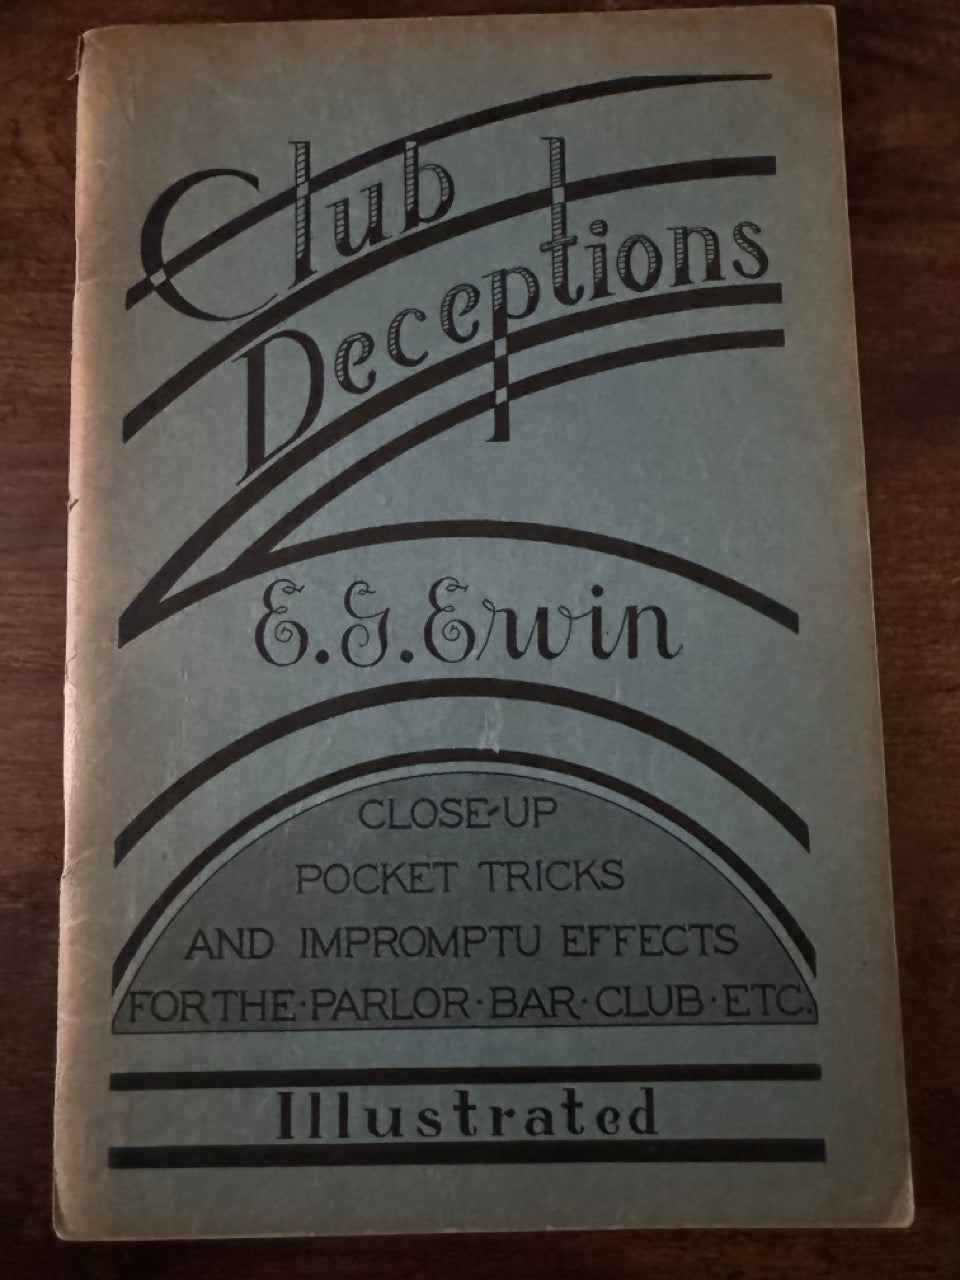 Club
Deceptions
E.G.Erwin
CLOSE-UP
POCKET TRICKS
AND IMPROMPTU EFFECTS
FOR THE·PARLOR·BAR·CLUB·ETC.
Illustrated